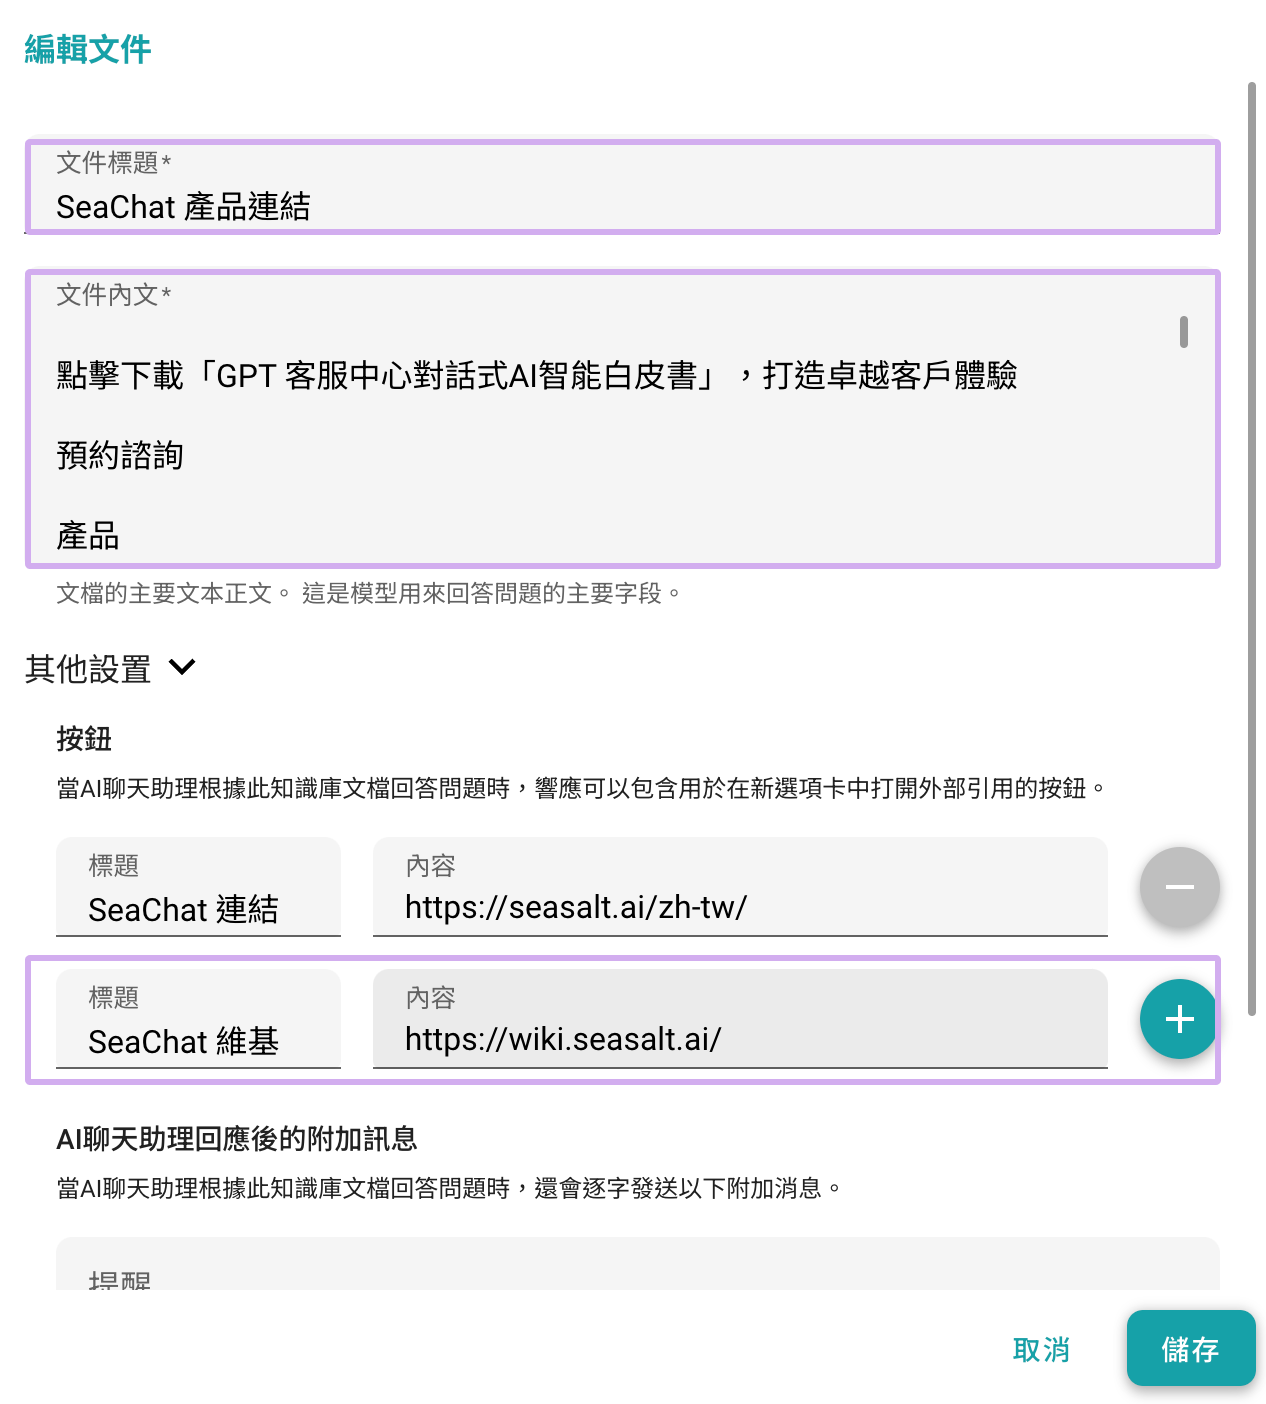 編輯文件
文件標題*
SeaChat 產品連結
文件內文*
點擊下載「GPT 客服中心對話式AI智能白皮書」，打造卓越客戶體驗
預約諮詢
產品
文檔的主要文本正文。 這是模型用來回答問題的主要字段。
其他設置
按鈕
當AI聊天助理根據此知識庫文檔回答問題時，響應可以包含用於在新選項卡中打開外部引用的按鈕。
標題
內容
SeaChat 連結
https://seasalt.ai/zh-tw/
標題
內容
SeaChat 維基
https://wiki.seasalt.ai/
AI聊天助理回應後的附加訊息
當AI聊天助理根據此知識庫文檔回答問題時，還會逐字發送以下附加消息。
提醒
取消
儲存